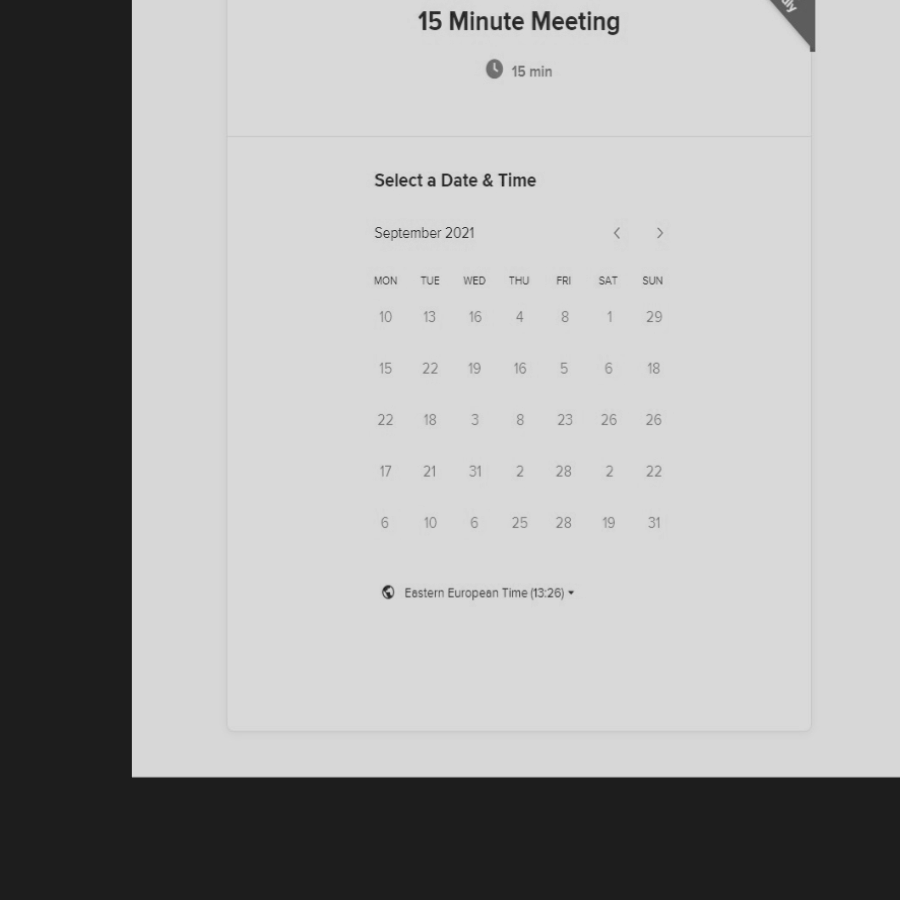 15 Minute Meeting
15 min
Select a Date & Time
September 2021
MON TUE WED THU FRI SAT SUN
10 13 16 4 8 1 29
15 22 19 16 5 6 18
22 18 3 8 23 26 26
17 21 31 2 28 2 22
6 10 6 25 28 19 31
Eastern European Time (13:26)